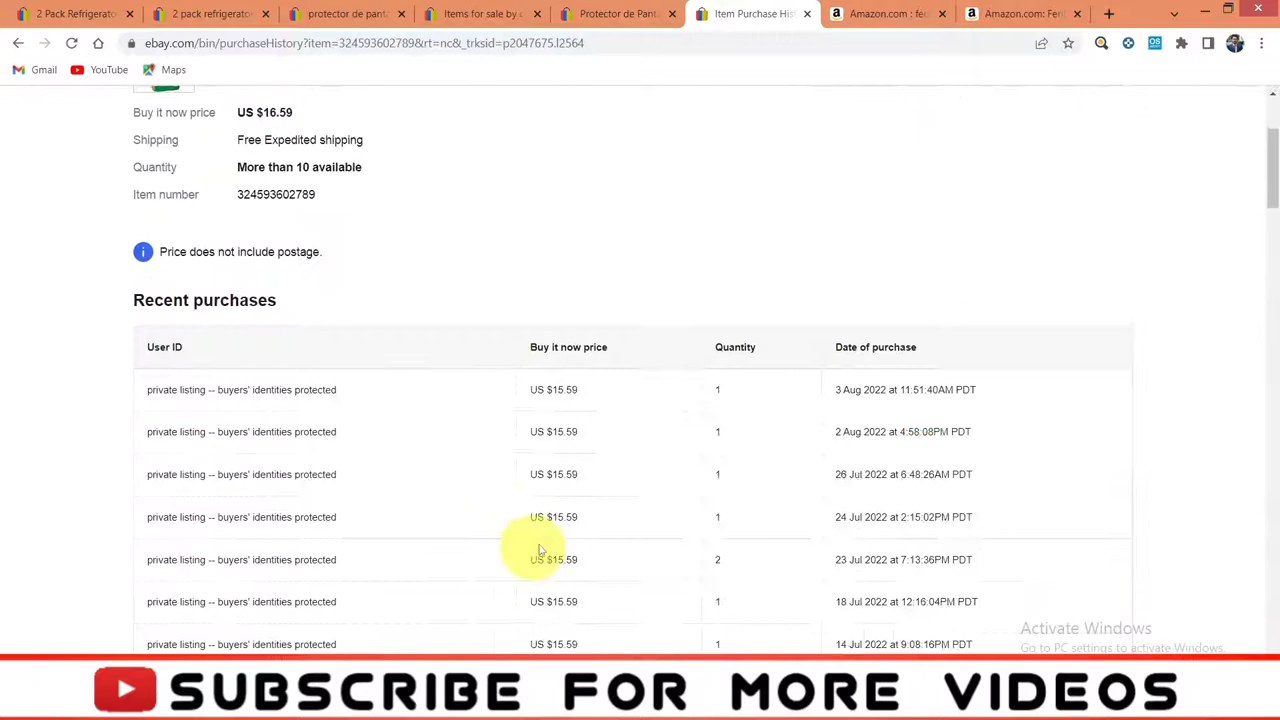 2 Pack Refrigerator
2 pack refrigerator
protector de pant
Items for sale by
Protector de Pant
Item Purchase His
Amazon.com : fe
Amazon.com: Feri
ebay.com/bin/purchaseHistory?item=324593602789&rt=nc&_trksid=p2047675.l2564
Gmail YouTube Maps
Buy it now price US $16.59
Shipping Free Expedited shipping
Quantity More than 10 available
Item number 324593602789
Price does not include postage.
Recent purchases
User ID Buy it now price Quantity Date of purchase
private listing -- buyers' identities protected US $15.59 1 3 Aug 2022 at 11:51:40AM PDT
private listing -- buyers' identities protected US $15.59 1 2 Aug 2022 at 4:58:08PM PDT
private listing -- buyers' identities protected US $15.59 1 26 Jul 2022 at 6:48:26AM PDT
private listing -- buyers' identities protected US $15.59 1 24 Jul 2022 at 2:15:02PM PDT
private listing -- buyers' identities protected US $15.59 2 23 Jul 2022 at 7:13:36PM PDT
private listing -- buyers' identities protected US $15.59 1 18 Jul 2022 at 12:16:04PM PDT
private listing -- buyers' identities protected US $15.59 1 14 Jul 2022 at 9:08:16PM PDT
Activate Windows
Go to PC settings to activate Windows.
SUBSCRIBE FOR MORE VIDEOS